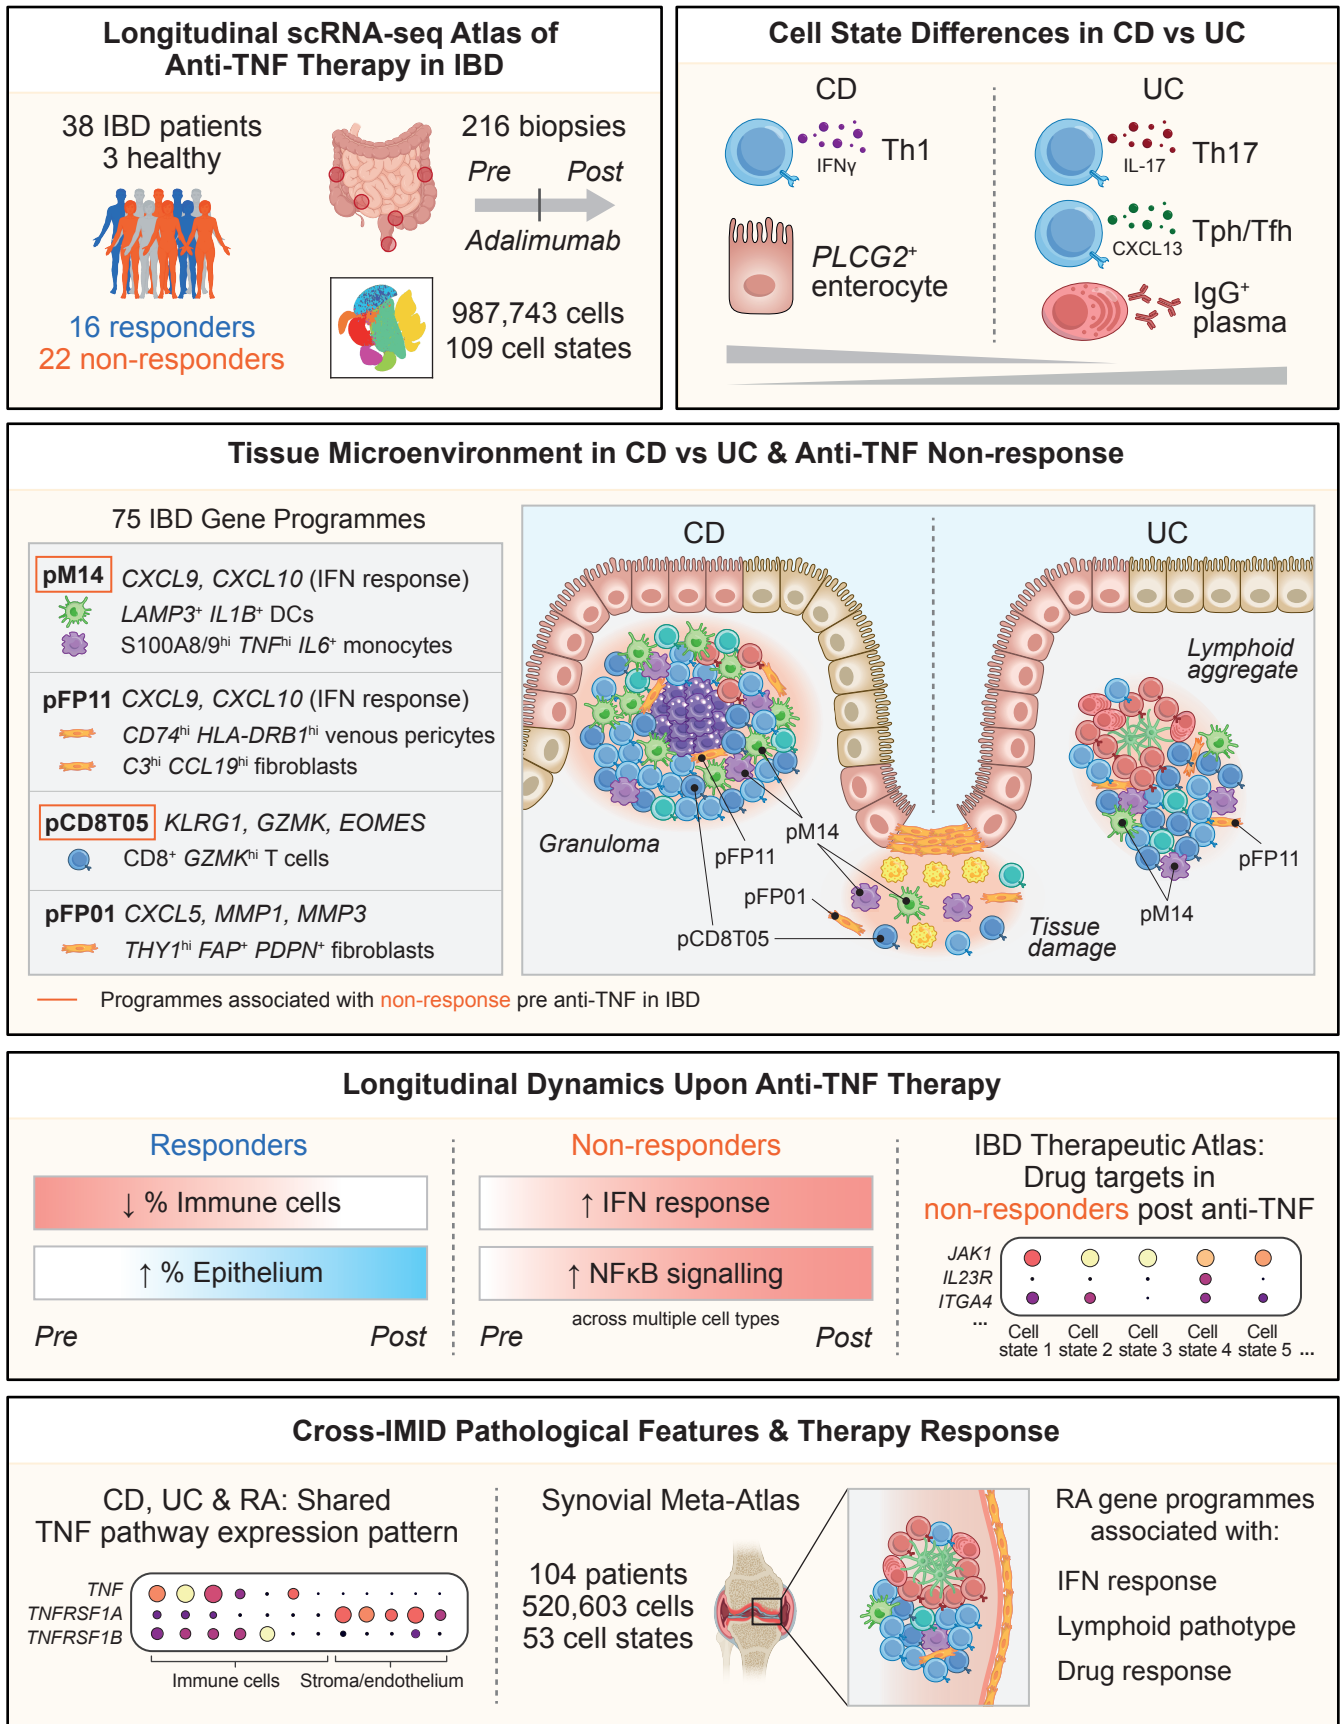 Longitudinal scRNA-seq Atlas of
Anti-TNF Therapy in IBD
38 IBD patients
3 healthy
16 responders
22 non-responders
216 biopsies
Pre Post
Adalimumab
987,743 cells
109 cell states
Cell State Differences in CD vs UC
CD
IFNγ
Th1
PLCG2⁺
enterocyte
UC
IL-17
Th17
CXCL13
Tph/Tfh
IgG⁺
plasma
Tissue Microenvironment in CD vs UC & Anti-TNF Non-response
75 IBD Gene Programmes
pM14 CXCL9, CXCL10 (IFN response)
LAMP3⁺ IL1B⁺ DCs
S100A8/9ʰⁱ TNFʰⁱ IL6⁺ monocytes
pFP11 CXCL9, CXCL10 (IFN response)
CD74ʰⁱ HLA-DRB1ʰⁱ venous pericytes
C3ʰⁱ CCL19ʰⁱ fibroblasts
pCD8T05 KLRG1, GZMK, EOMES
CD8⁺ GZMKʰⁱ T cells
pFP01 CXCL5, MMP1, MMP3
THY1ʰⁱ FAP⁺ PDPN⁺ fibroblasts
Programmes associated with non-response pre anti-TNF in IBD
CD
UC
Granuloma
pFP11
pM14
pFP01
pCD8T05
Tissue
damage
Lymphoid
aggregate
pFP11
pM14
Longitudinal Dynamics Upon Anti-TNF Therapy
Responders
↓ % Immune cells
↑ % Epithelium
Pre Post
Non-responders
↑ IFN response
↑ NFκB signalling
across multiple cell types
Pre Post
IBD Therapeutic Atlas:
Drug targets in
non-responders post anti-TNF
JAK1
IL23R
ITGA4
...
Cell Cell Cell Cell Cell
state 1 state 2 state 3 state 4 state 5 ...
Cross-IMID Pathological Features & Therapy Response
CD, UC & RA: Shared
TNF pathway expression pattern
TNF
TNFRSF1A
TNFRSF1B
Immune cells Stroma/endothelium
Synovial Meta-Atlas
104 patients
520,603 cells
53 cell states
RA gene programmes
associated with:
IFN response
Lymphoid pathotype
Drug response